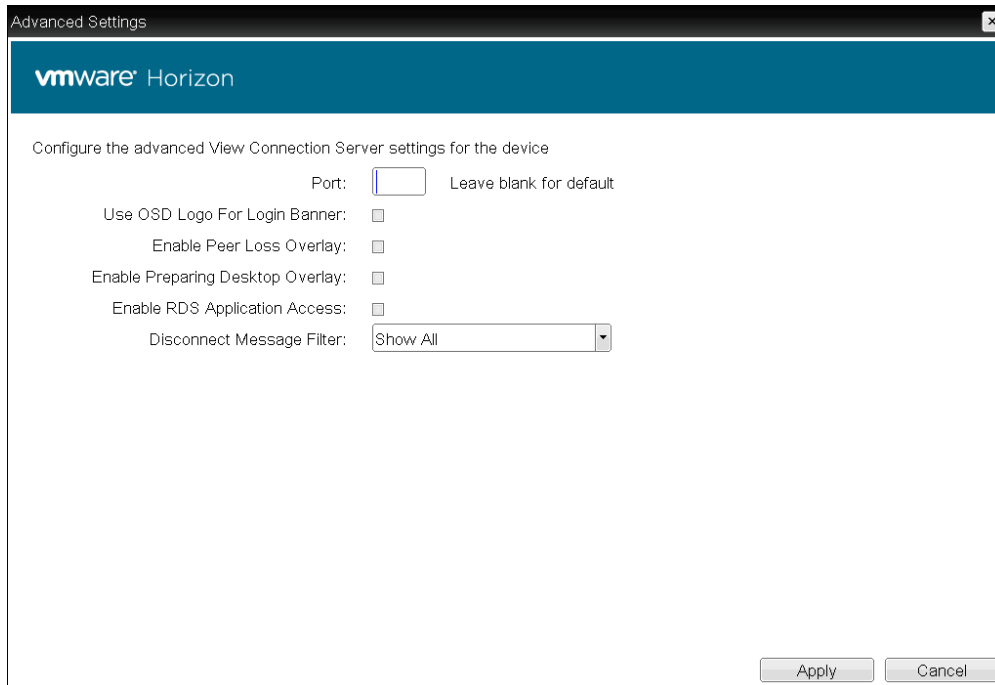 Advanced Settings
vmware Horizon
Configure the advanced View Connection Server settings for the device
Port: Leave blank for default
Use OSD Logo For Login Banner:
Enable Peer Loss Overlay:
Enable Preparing Desktop Overlay:
Enable RDS Application Access:
Disconnect Message Filter: Show All
Apply Cancel